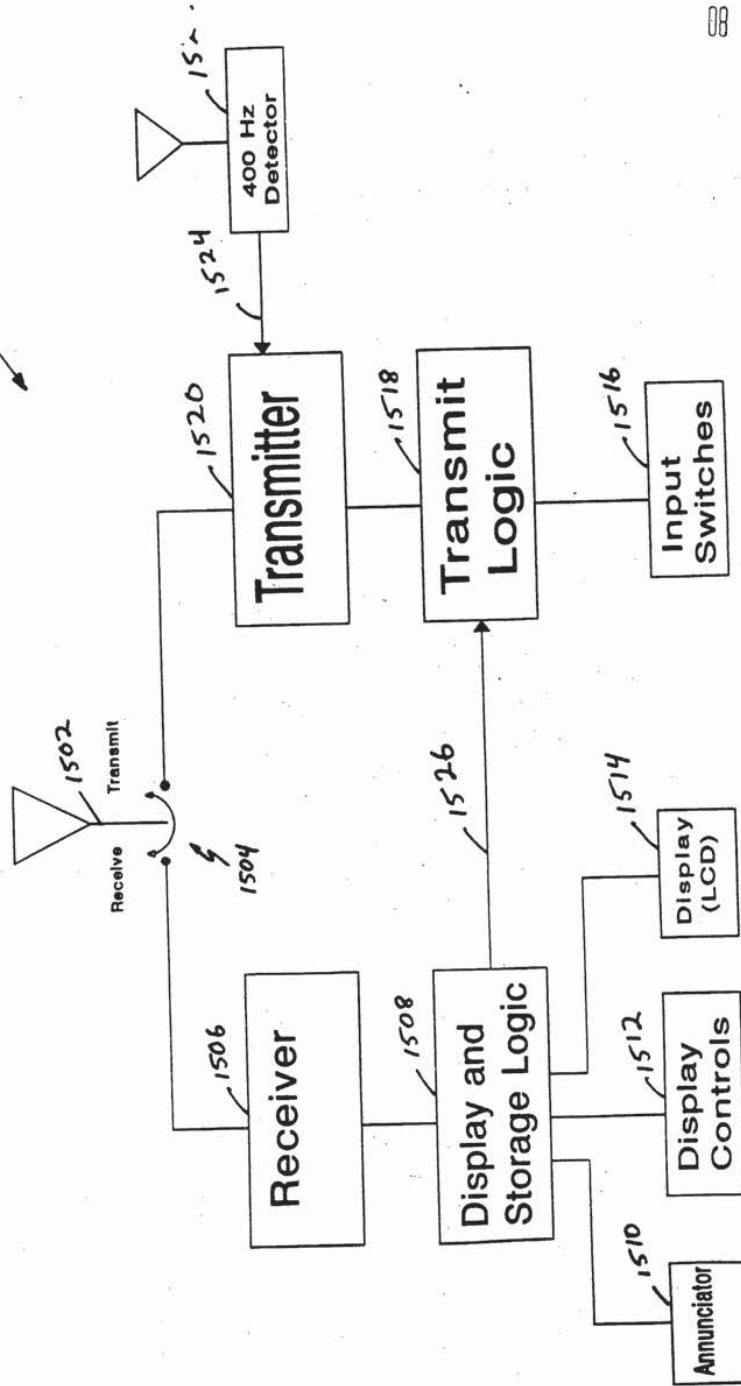 1502
Receive
Transmit
1504
1506
Receiver
1520
Transmitter
1524
400 Hz
Detector
1508
Display and
Storage Logic
1526
1518
Transmit
Logic
1510
Annunciator
1512
Display
Controls
1514
Display
(LCD)
1516
Input
Switches